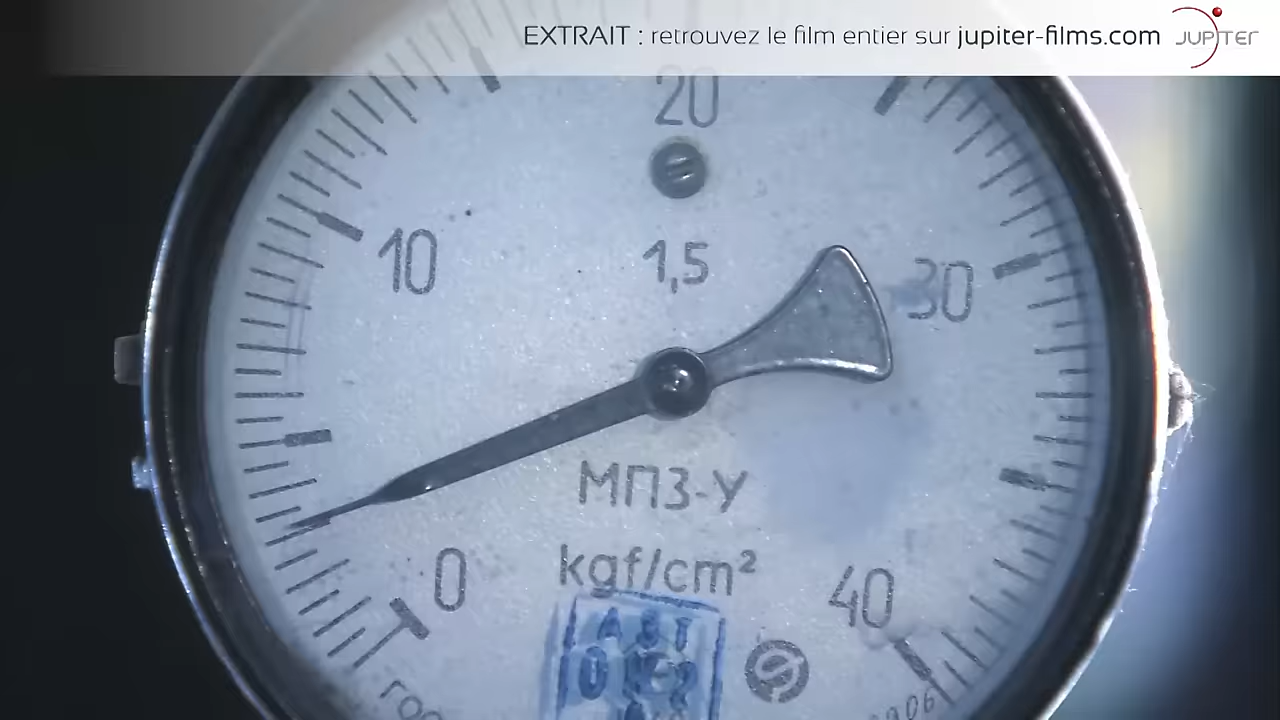 EXTRAIT : retrouvez le film entier sur jupiter-films.com JUPITER
20
10
1,5
30
МПЗ-У
kgf/cm²
0
40